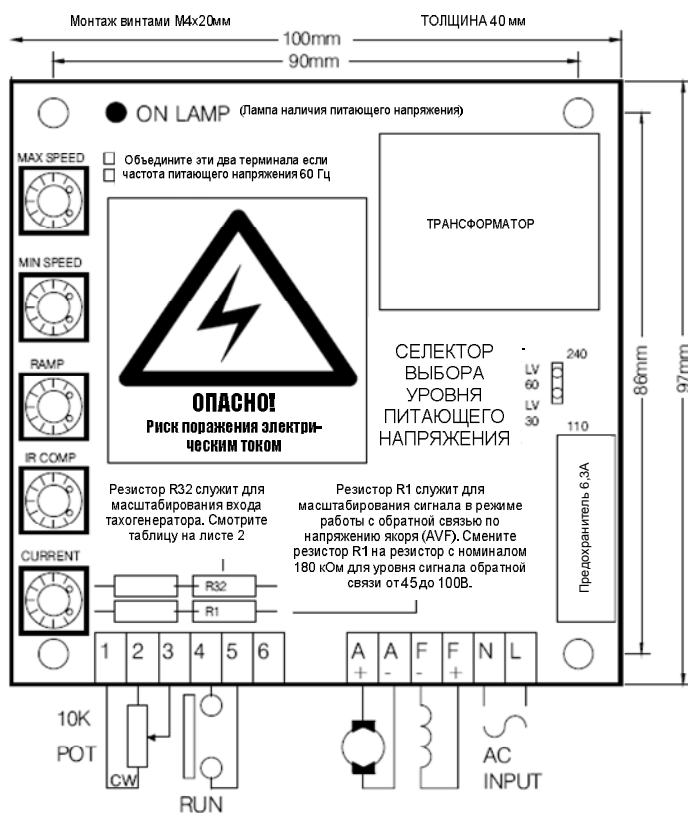 Монтаж винтами М4х20мм
ТОЛЩИНА 40 мм
100mm
90mm
ON LAMP (Лампа наличия питающего напряжения)
MAX SPEED
Объедините эти два терминала если
частота питающего напряжения 60 Гц
ТРАНСФОРМАТОР
MIN SPEED
RAMP
IR COMP
CURRENT
ОПАСНО!
Риск поражения электри-
ческим током
СЕЛЕКТОР
ВЫБОРА
УРОВНЯ
ПИТАЮЩЕГО
НАПРЯЖЕНИЯ
240
LV
60
LV
30
110
86mm
97mm
Предохранитель 6,3А
Резистор R32 служит для
масштабирования входа
тахогенератора. Смотрите
таблицу на листе 2
Резистор R1 служит для
масштабирования сигнала в режиме
работы с обратной связью по
напряжению якоря (AVF). Смените
резистор R1 на резистор с номиналом
180 кОм для уровня сигнала обратной
связи от 45 до 100В.
R32
R1
1 2 3 4 5 6
A A F F N L
+ - - +
10K
POT
CW
RUN
AC
INPUT